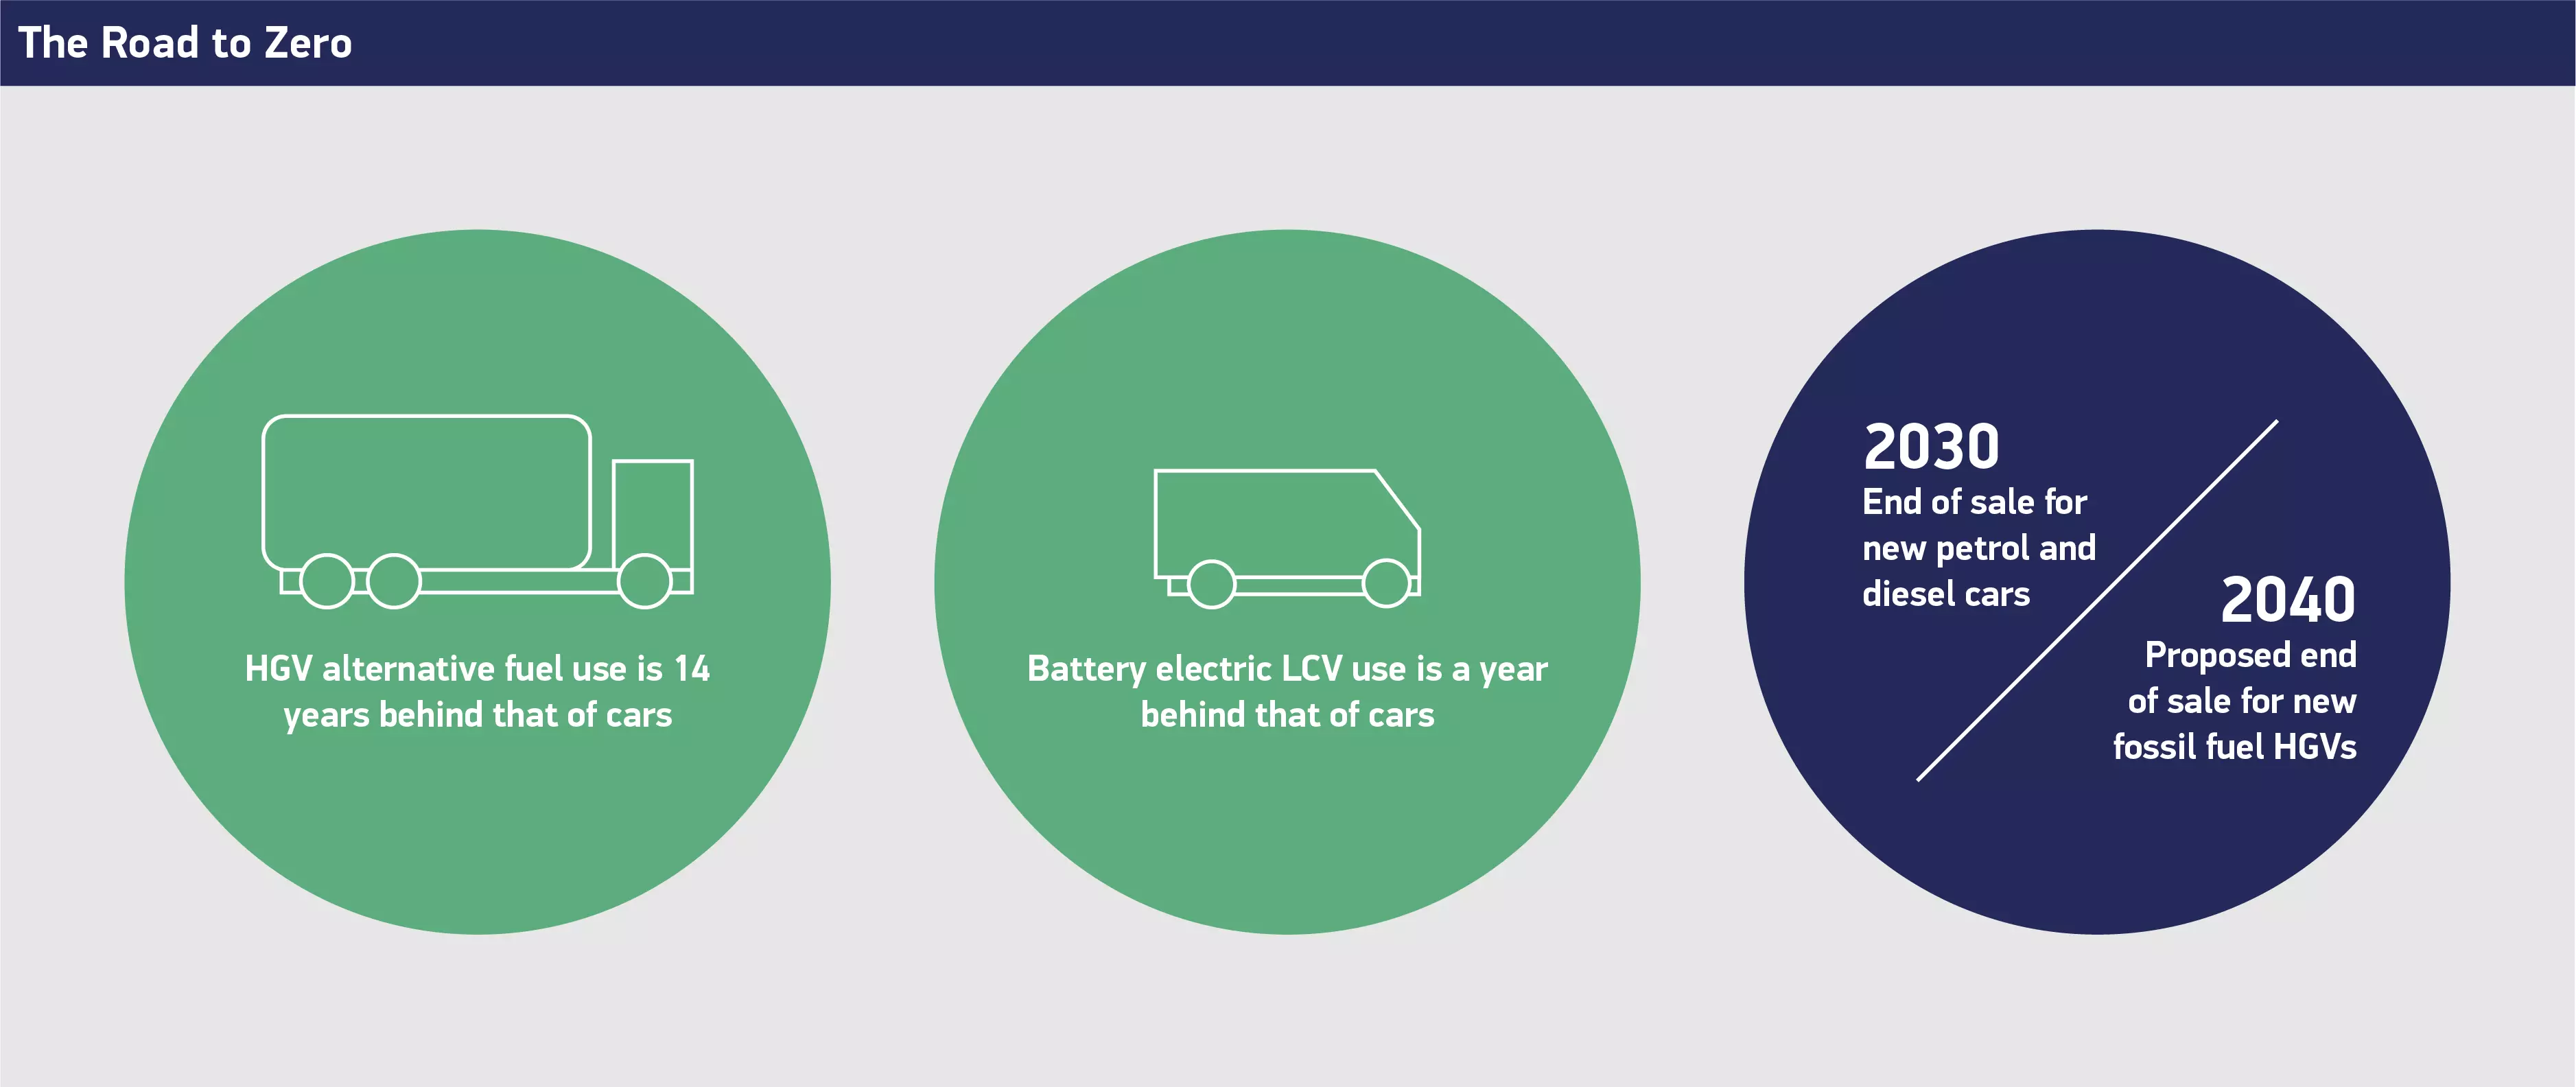 The Road to Zero
HGV alternative fuel use is 14
years behind that of cars
Battery electric LCV use is a year
behind that of cars
2030
End of sale for
new petrol and
diesel cars
2040
Proposed end
of sale for new
fossil fuel HGVs